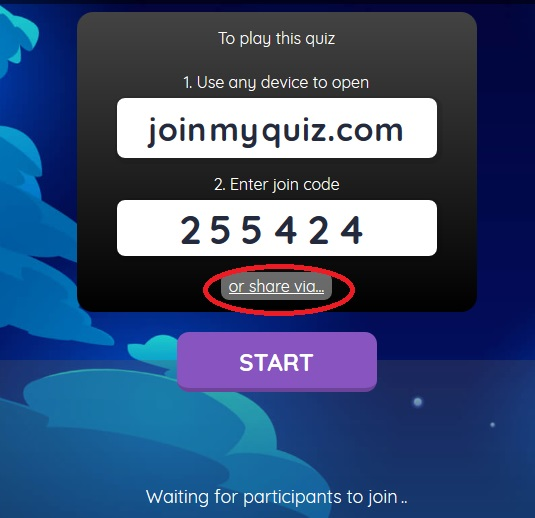 To play this quiz
1. Use any device to open
joinmyquiz.com
2. Enter join code
255424
or share via...
START
Waiting for participants to join ..